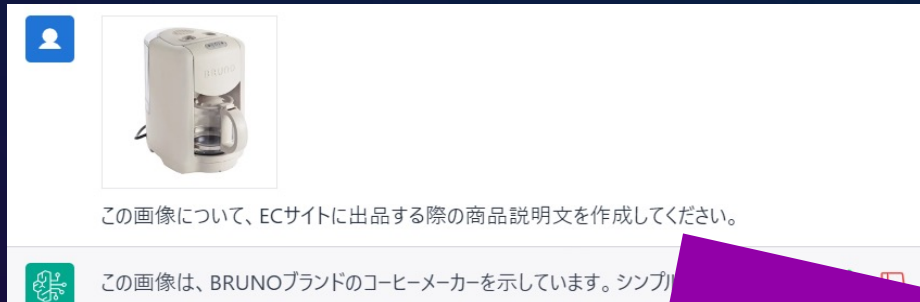 BRUNO
この画像について、ECサイトに出品する際の商品説明文を作成してください。
この画像は、BRUNOブランドのコーヒーメーカーを示しています。シンプ